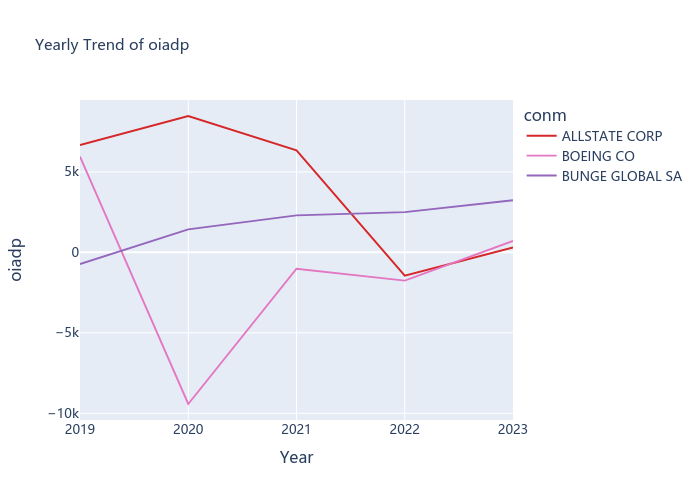 Yearly Trend of oiadp
conm
ALLSTATE CORP
BOEING CO
BUNGE GLOBAL SA
oiadp
5k
0
−5k
−10k
2019
2020
2021
2022
2023
Year